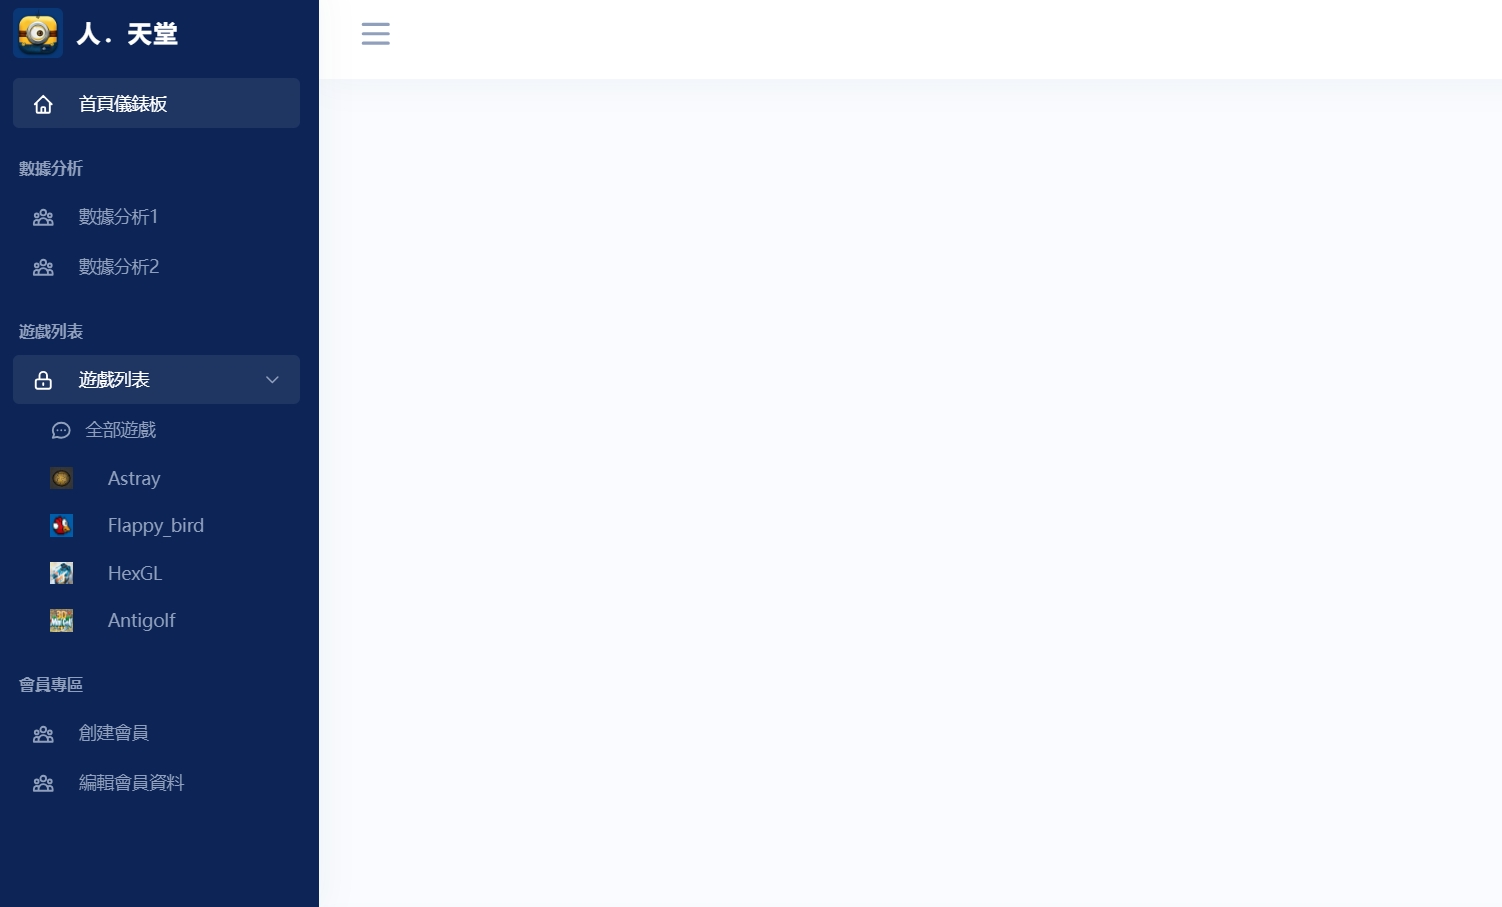 人．天堂
首頁儀錶板
數據分析
數據分析1
數據分析2
遊戲列表
遊戲列表
全部遊戲
Astray
Flappy_bird
HexGL
Antigolf
會員專區
創建會員
編輯會員資料